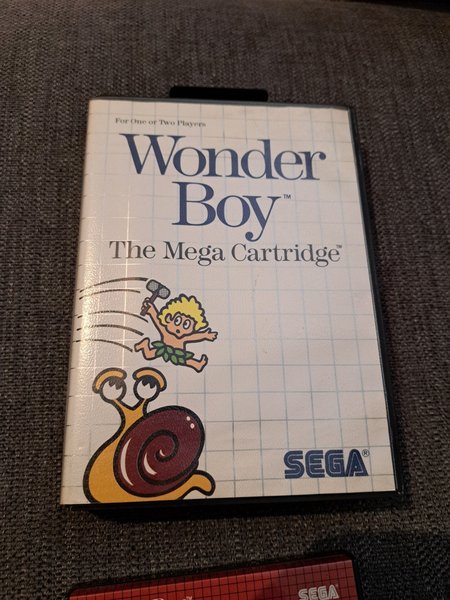 For One or Two Players
Wonder
Boy™
The Mega Cartridge™
SEGA®
SEGA